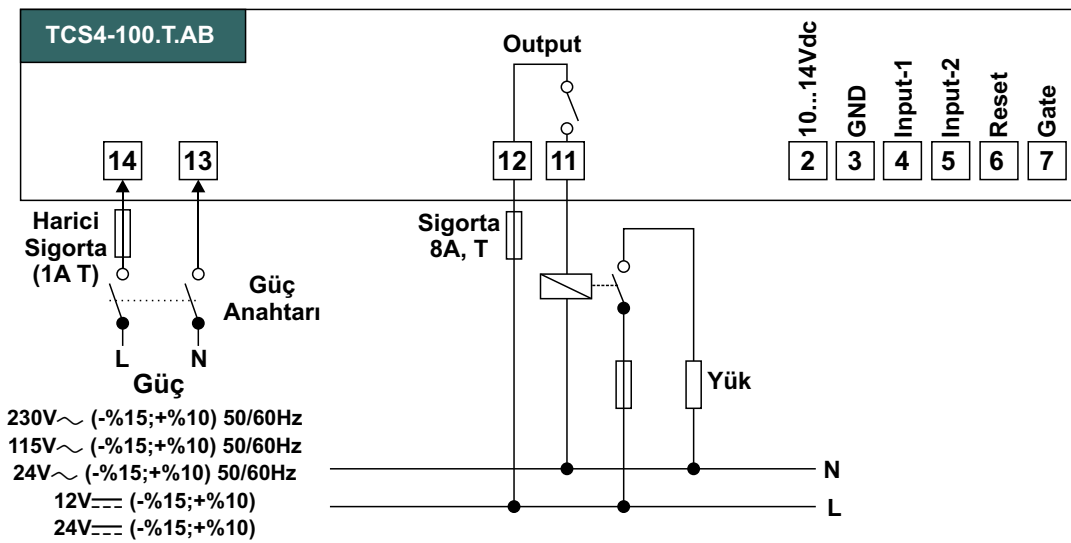 TCS4-100.T.AB
Output
10...14Vdc
GND
Input-1
Input-2
Reset
Gate
14
13
12
11
2
3
4
5
6
7
Harici
Sigorta
(1A T)
Sigorta
8A, T
Güç
Anahtarı
L
N
Güç
Yük
230V～ (-%15;+%10) 50/60Hz
115V～ (-%15;+%10) 50/60Hz
24V～ (-%15;+%10) 50/60Hz
12V⎓ (-%15;+%10)
24V⎓ (-%15;+%10)
N
L